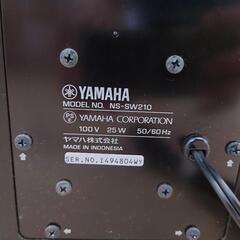 YAMAHA
MODEL NO. NS-SW210
YAMAHA CORPORATION
100V 25W 50/60Hz
ヤマハ株式会社
MADE IN INDONESIA
SER.NO.I494804WY